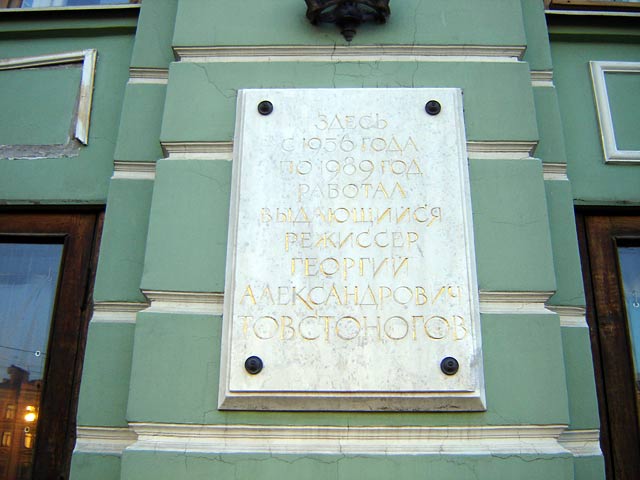 ЗДЕСЬ
С 1956 ГОДА
ПО 1989 ГОД
РАБОТАЛ
ВЫДАЮЩИЙСЯ
РЕЖИССЕР
ГЕОРГИЙ
АЛЕКСАНДРОВИЧ
ТОВСТОНОГОВ